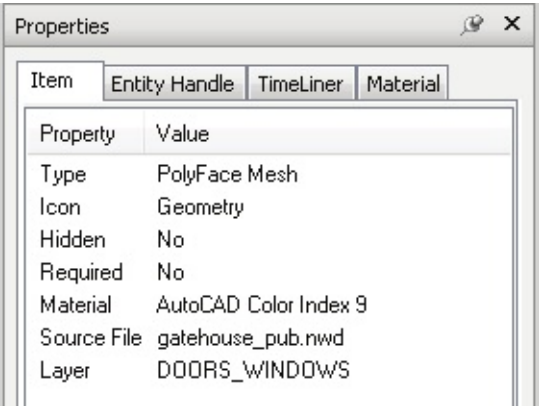 Properties
Item Entity Handle TimeLiner Material
Property Value
Type PolyFace Mesh
Icon Geometry
Hidden No
Required No
Material AutoCAD Color Index 9
Source File gatehouse_pub.nwd
Layer DOORS_WINDOWS